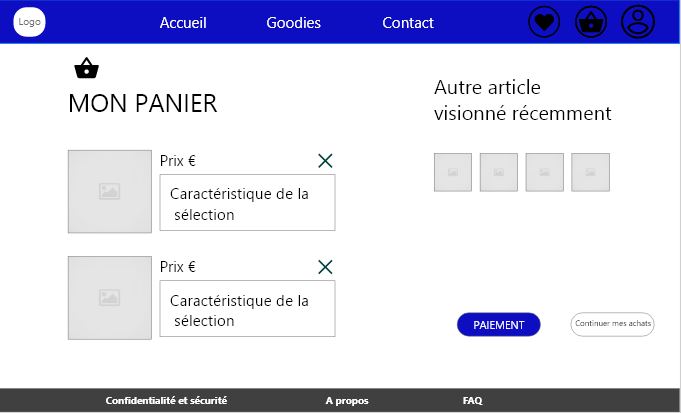 Logo
Accueil
Goodies
Contact
MON PANIER
Prix €
Caractéristique de la
sélection
Prix €
Caractéristique de la
sélection
Autre article
visionné récemment
PAIEMENT
Continuer mes achats
Confidentialité et sécurité
A propos
FAQ